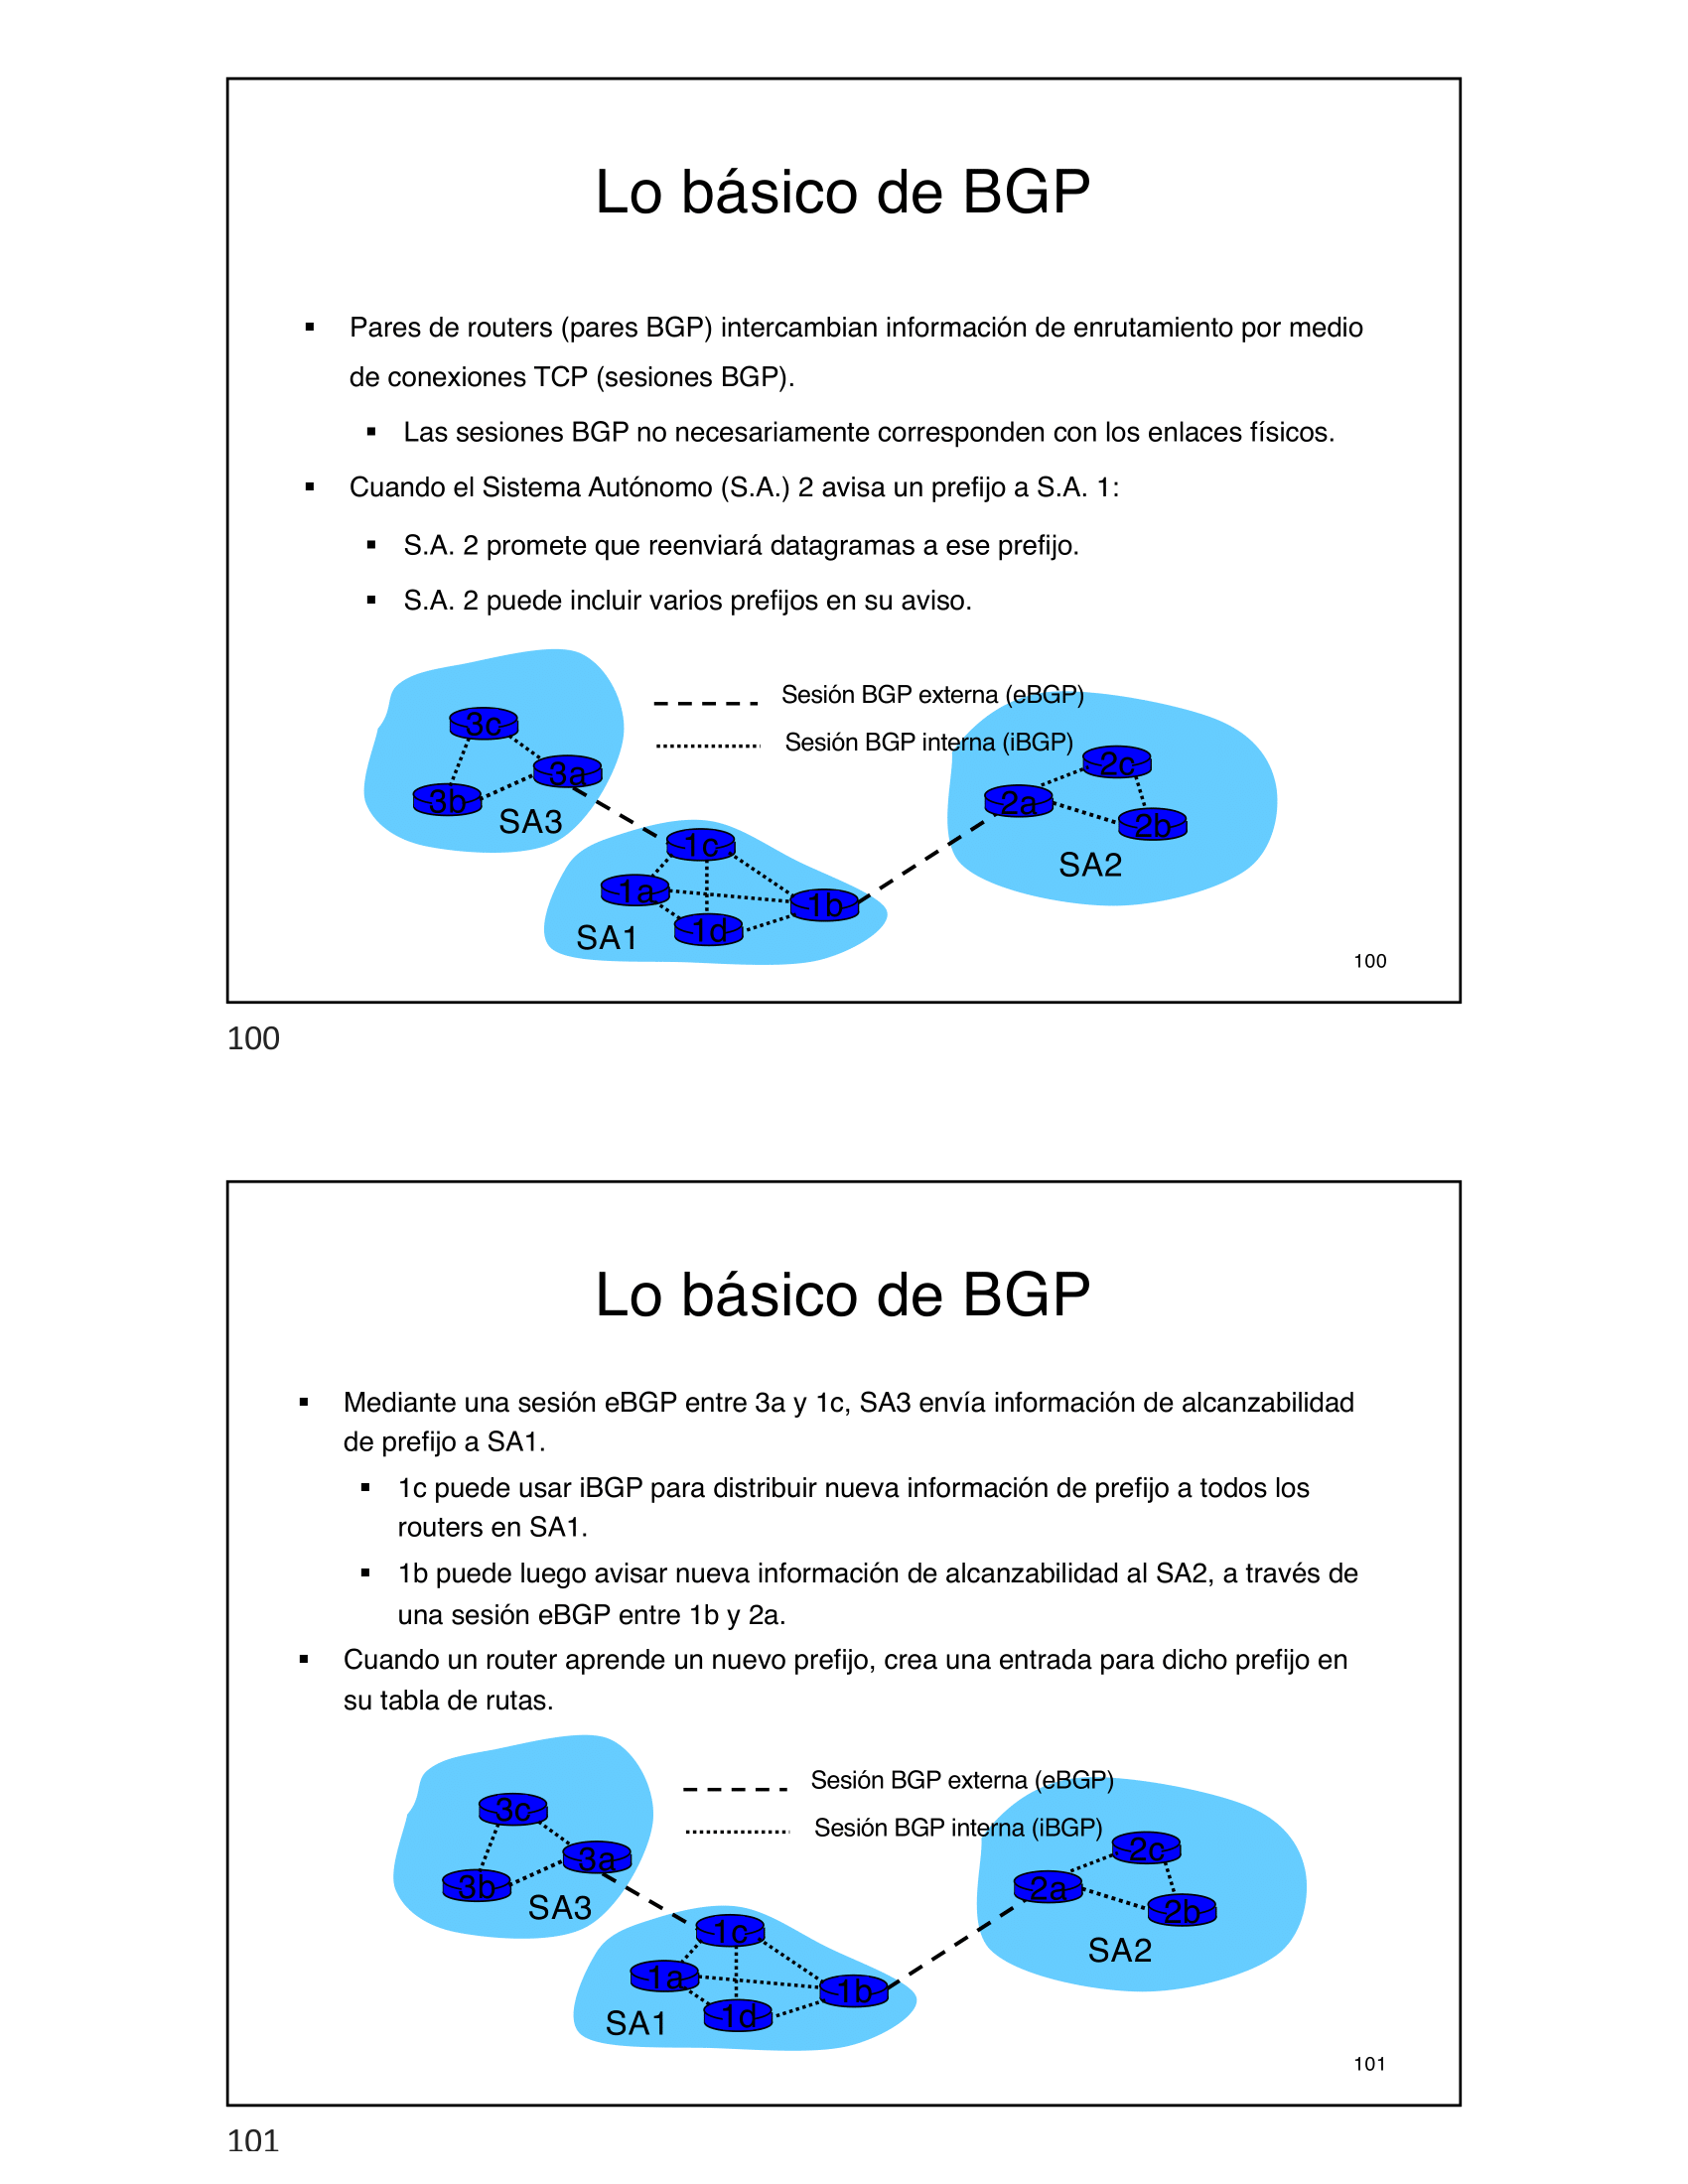 Lo básico de BGP
▪ Pares de routers (pares BGP) intercambian información de enrutamiento por medio
de conexiones TCP (sesiones BGP).
▪ Las sesiones BGP no necesariamente corresponden con los enlaces físicos.
▪ Cuando el Sistema Autónomo (S.A.) 2 avisa un prefijo a S.A. 1:
▪ S.A. 2 promete que reenviará datagramas a ese prefijo.
▪ S.A. 2 puede incluir varios prefijos en su aviso.
Sesión BGP externa (eBGP)
Sesión BGP interna (iBGP)
3c
3a
3b
SA3
2c
2a
2b
SA2
1c
1a
1b
1d
SA1
100
100
Lo básico de BGP
▪ Mediante una sesión eBGP entre 3a y 1c, SA3 envía información de alcanzabilidad
de prefijo a SA1.
▪ 1c puede usar iBGP para distribuir nueva información de prefijo a todos los
routers en SA1.
▪ 1b puede luego avisar nueva información de alcanzabilidad al SA2, a través de
una sesión eBGP entre 1b y 2a.
▪ Cuando un router aprende un nuevo prefijo, crea una entrada para dicho prefijo en
su tabla de rutas.
Sesión BGP externa (eBGP)
Sesión BGP interna (iBGP)
3c
3a
3b
SA3
2c
2a
2b
SA2
1c
1a
1b
1d
SA1
101
101